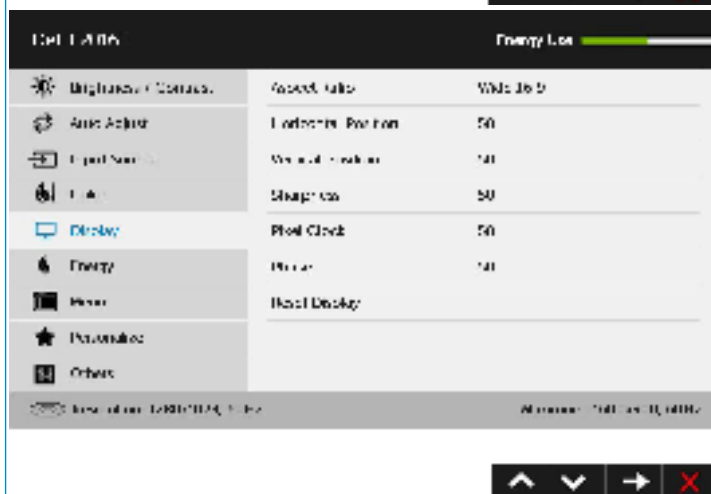 Energy Use
Brightness / Contrast
Aspect Ratio
Wide 16:9
Auto Adjust
Horizontal Position
50
Input Source
Vertical Position
50
Color
Sharpness
50
Display
Pixel Clock
50
Energy
Phase
50
Menu
Reset Display
Personalize
Others